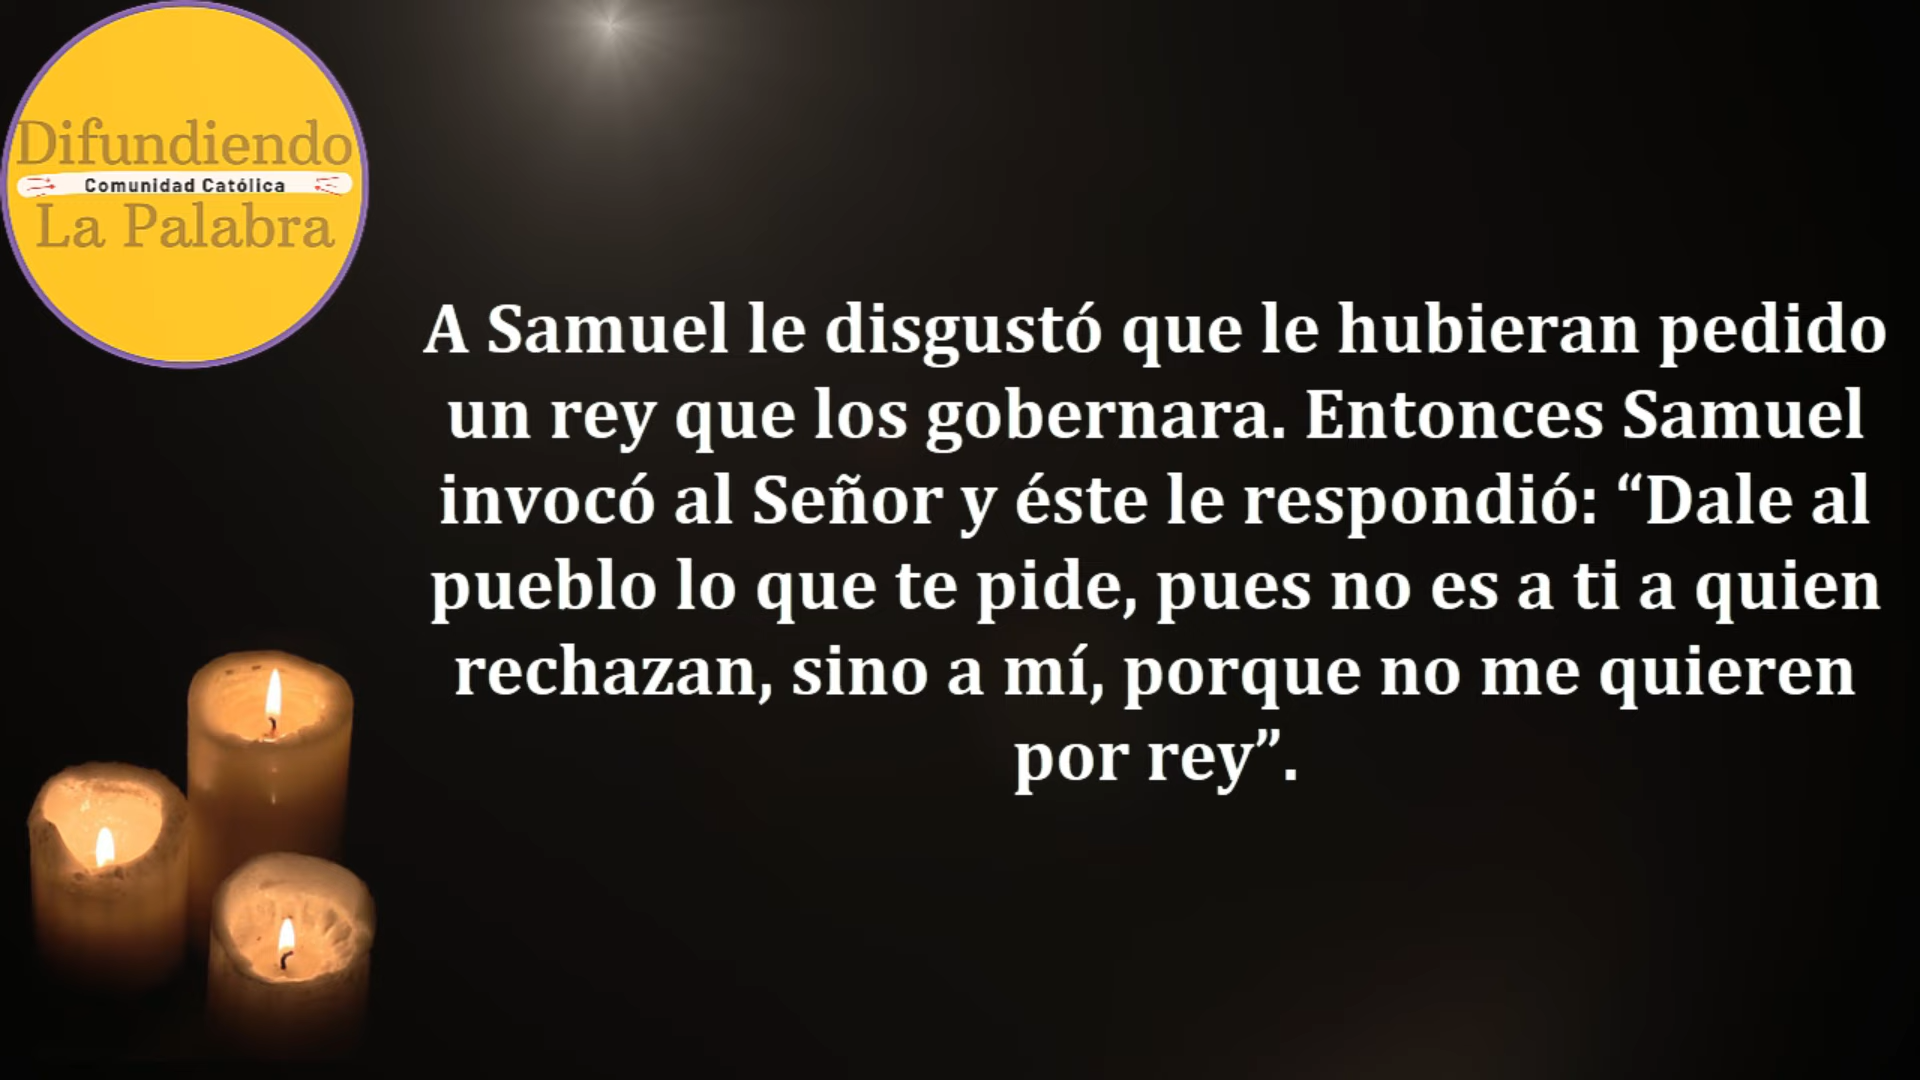 Difundiendo
Comunidad Católica
La Palabra
A Samuel le disgustó que le hubieran pedido
un rey que los gobernara. Entonces Samuel
invocó al Señor y éste le respondió: “Dale al
pueblo lo que te pide, pues no es a ti a quien
rechazan, sino a mí, porque no me quieren
por rey”.